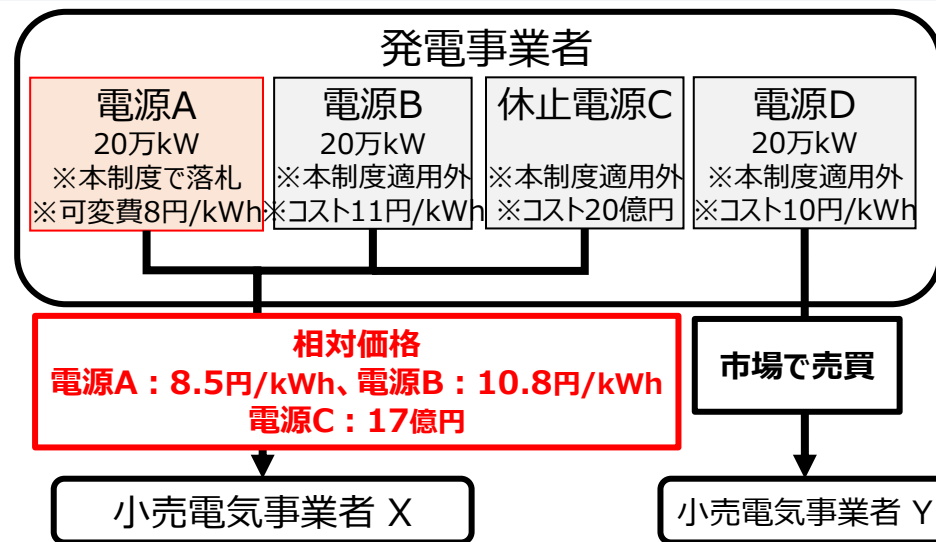 発電事業者
電源A
20万kW
※本制度で落札
※可変費8円/kWh
電源B
20万kW
※本制度適用外
※コスト11円/kWh
休止電源C
※本制度適用外
※コスト20億円
電源D
20万kW
※本制度適用外
※コスト10円/kWh
相対価格
電源A：8.5円/kWh、電源B：10.8円/kWh
電源C：17億円
市場で売買
小売電気事業者 X
小売電気事業者 Y